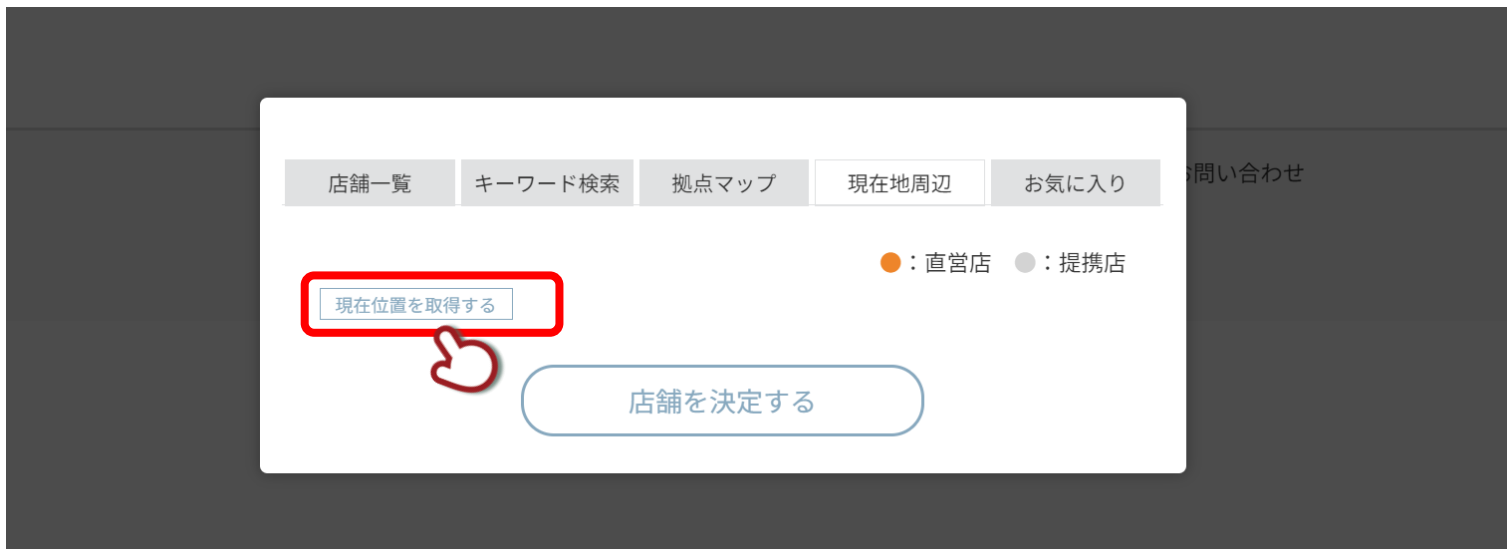 店舗一覧 キーワード検索 拠点マップ 現在地周辺 お気に入り
問い合わせ
：直営店 ：提携店
現在位置を取得する
店舗を決定する